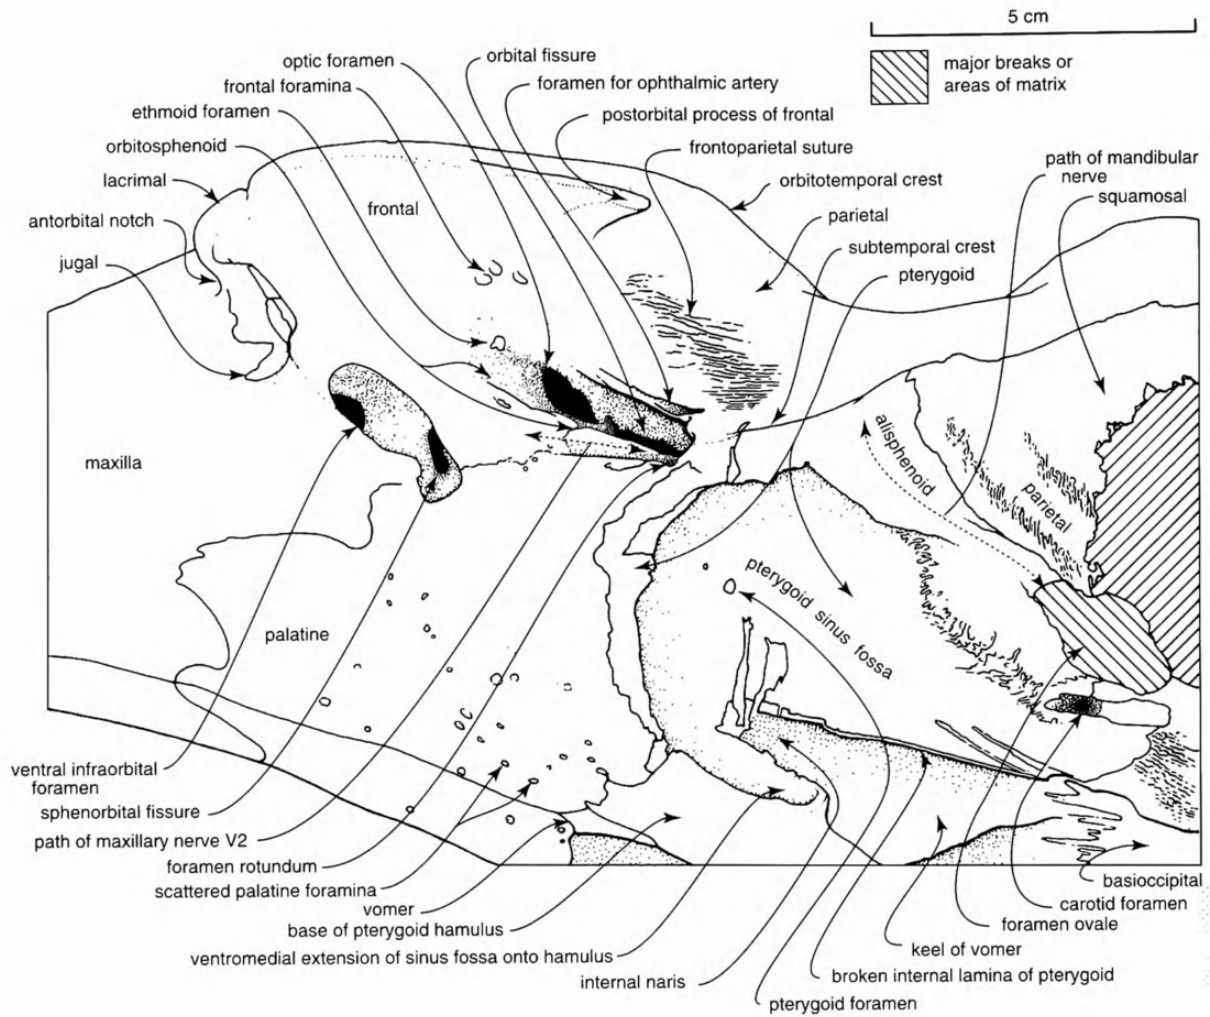 5 cm
major breaks or
areas of matrix
optic foramen
orbital fissure
frontal foramina
foramen for ophthalmic artery
ethmoid foramen
postorbital process of frontal
orbitosphenoid
frontoparietal suture
path of mandibular
nerve
lacrimal
orbitotemporal crest
squamosal
frontal
antorbital notch
parietal
jugal
subtemporal crest
pterygoid
maxilla
alisphenoid
parietal
pterygoid sinus fossa
palatine
ventral infraorbital
foramen
sphenorbital fissure
path of maxillary nerve V2
foramen rotundum
scattered palatine foramina
vomer
base of pterygoid hamulus
ventromedial extension of sinus fossa onto hamulus
internal naris
basioccipital
carotid foramen
foramen ovale
keel of vomer
broken internal lamina of pterygoid
pterygoid foramen